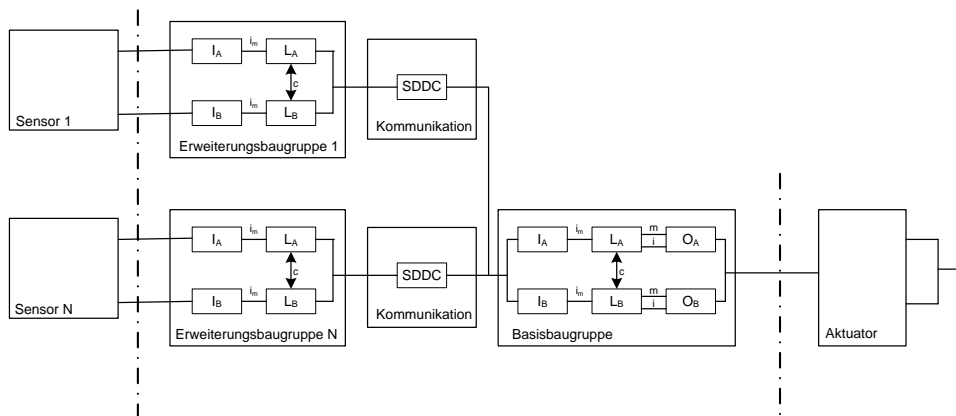 I_A i_m L_A
c
I_B i_m L_B
Sensor 1
Erweiterungsbaugruppe 1
SDDC
Kommunikation
I_A i_m L_A
c
I_B i_m L_B
Sensor N
Erweiterungsbaugruppe N
SDDC
Kommunikation
I_A i_m L_A m i O_A
c
I_B i_m L_B m i O_B
Basisbaugruppe
Aktuator